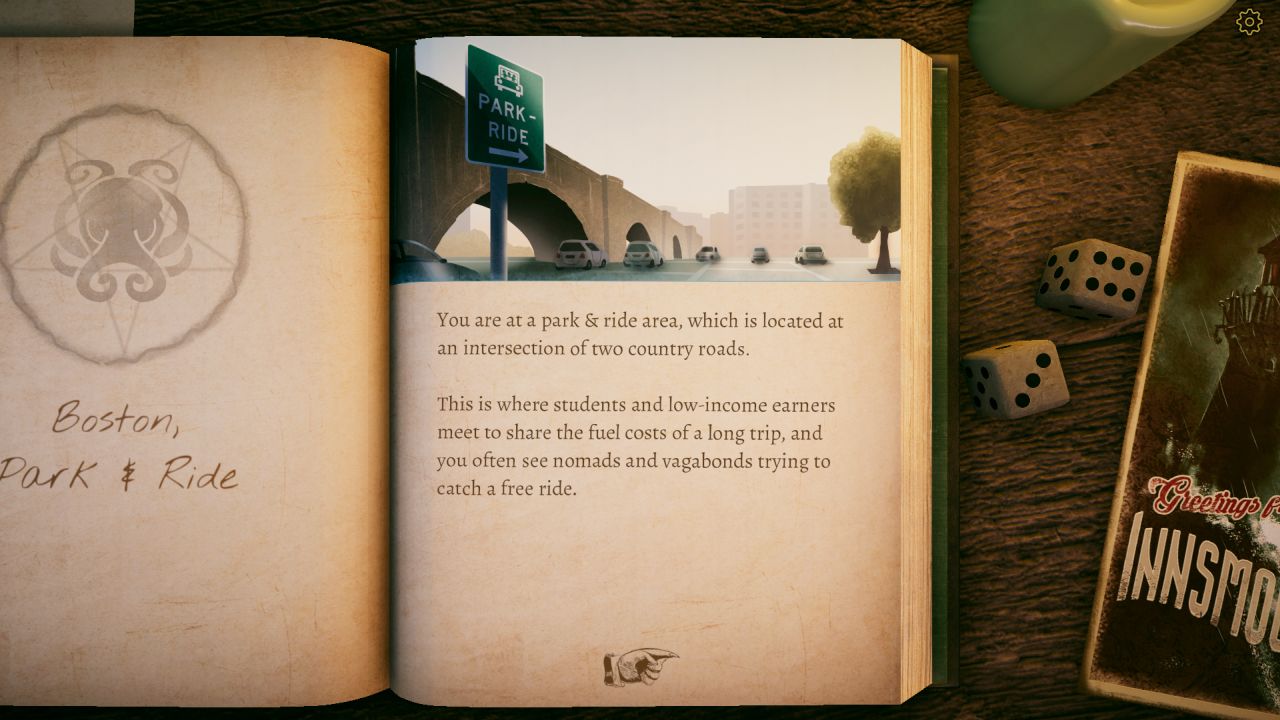 Boston,
Park & Ride
PARK-
RIDE
You are at a park & ride area, which is located at
an intersection of two country roads.
This is where students and low-income earners
meet to share the fuel costs of a long trip, and
you often see nomads and vagabonds trying to
catch a free ride.
Greetings